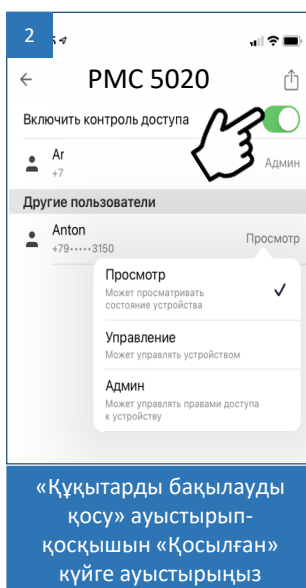 2
PMC 5020
Включить контроль доступа
Ar
+7
Админ
Другие пользователи
Anton
+79·····3150
Просмотр
Просмотр
Может просматривать
состояние устройства
Управление
Может управлять устройством
Админ
Может управлять правами доступа
к устройству
«Құқытарды бақылауды
қосу» ауыстырып-
қосқышын «Қосылған»
күйге ауыстырыңыз